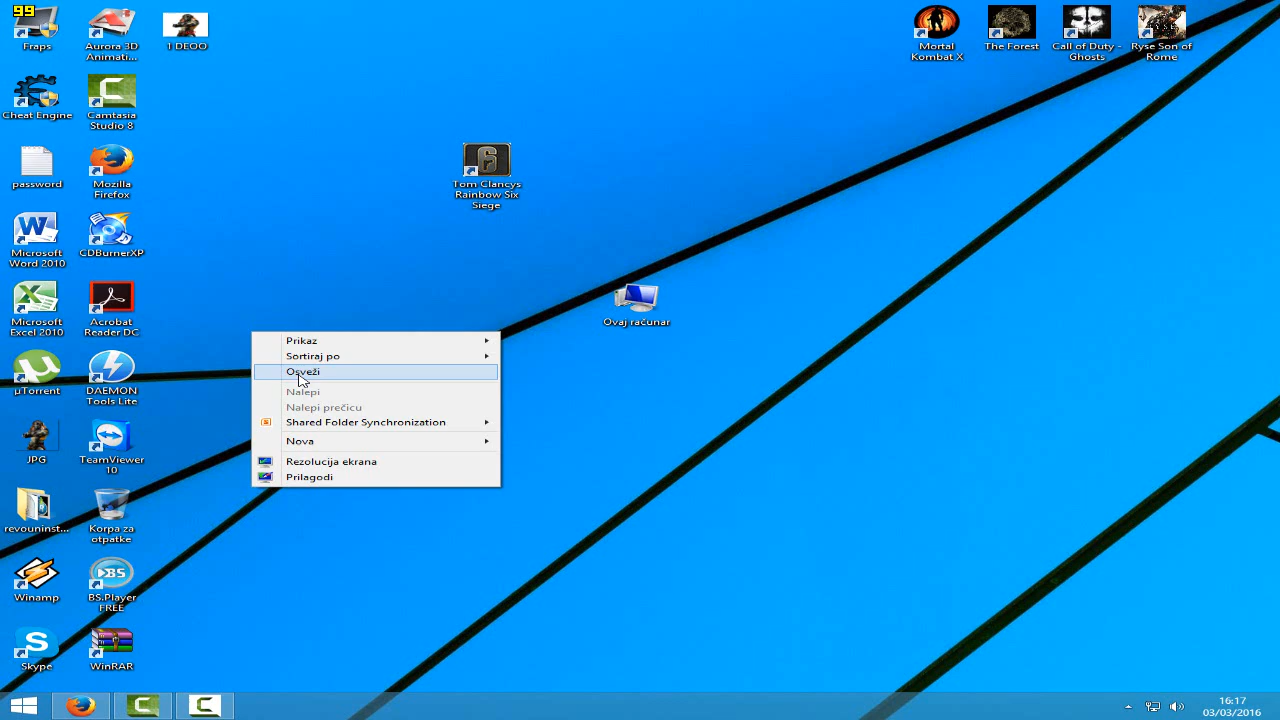 99
Fraps
Aurora 3D
Animati...
1 DEOO
Mortal
Kombat X
The Forest
Call of Duty -
Ghosts
Ryse Son of
Rome
Cheat Engine
Camtasia
Studio 8
password
Mozilla
Firefox
Tom Clancys
Rainbow Six
Siege
Microsoft
Word 2010
CDBurnerXP
Microsoft
Excel 2010
Acrobat
Reader DC
Ovaj računar
µTorrent
DAEMON
Tools Lite
Prikaz
Sortiraj po
Osveži
Nalepi
Nalepi prečicu
Shared Folder Synchronization
Nova
Rezolucija ekrana
Prilagodi
JPG
TeamViewer
10
revouninst...
Korpa za
otpatke
Winamp
BS
BS.Player
FREE
Skype
WinRAR
16:17
03/03/2016